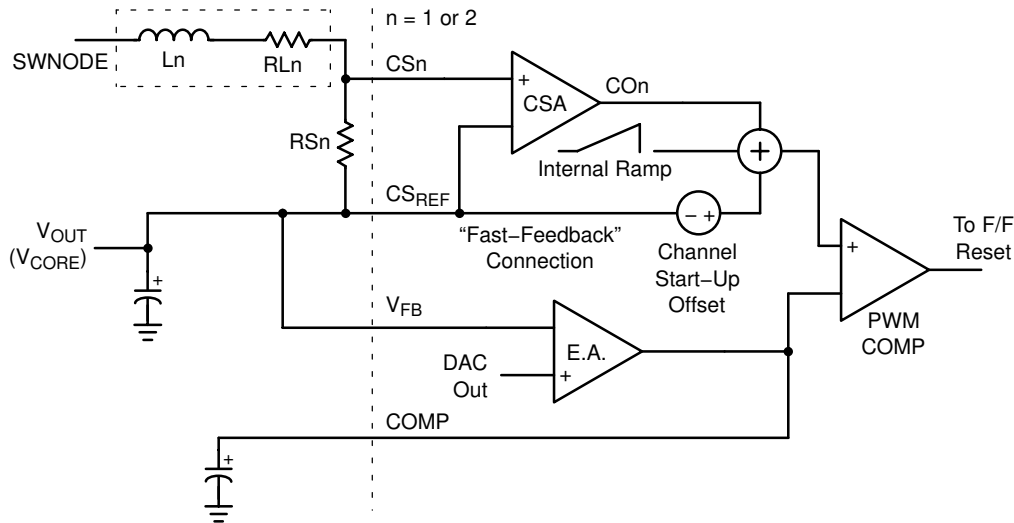 n = 1 or 2
SWNODE
Ln
RLn
CSn
COn
+
CSA
RSn
Internal Ramp
+
CSREF
− +
VOUT
(VCORE)
“Fast−Feedback”
Connection
Channel
Start−Up
Offset
+
To F/F
Reset
+
PWM
COMP
VFB
E.A.
DAC
Out
+
COMP
+